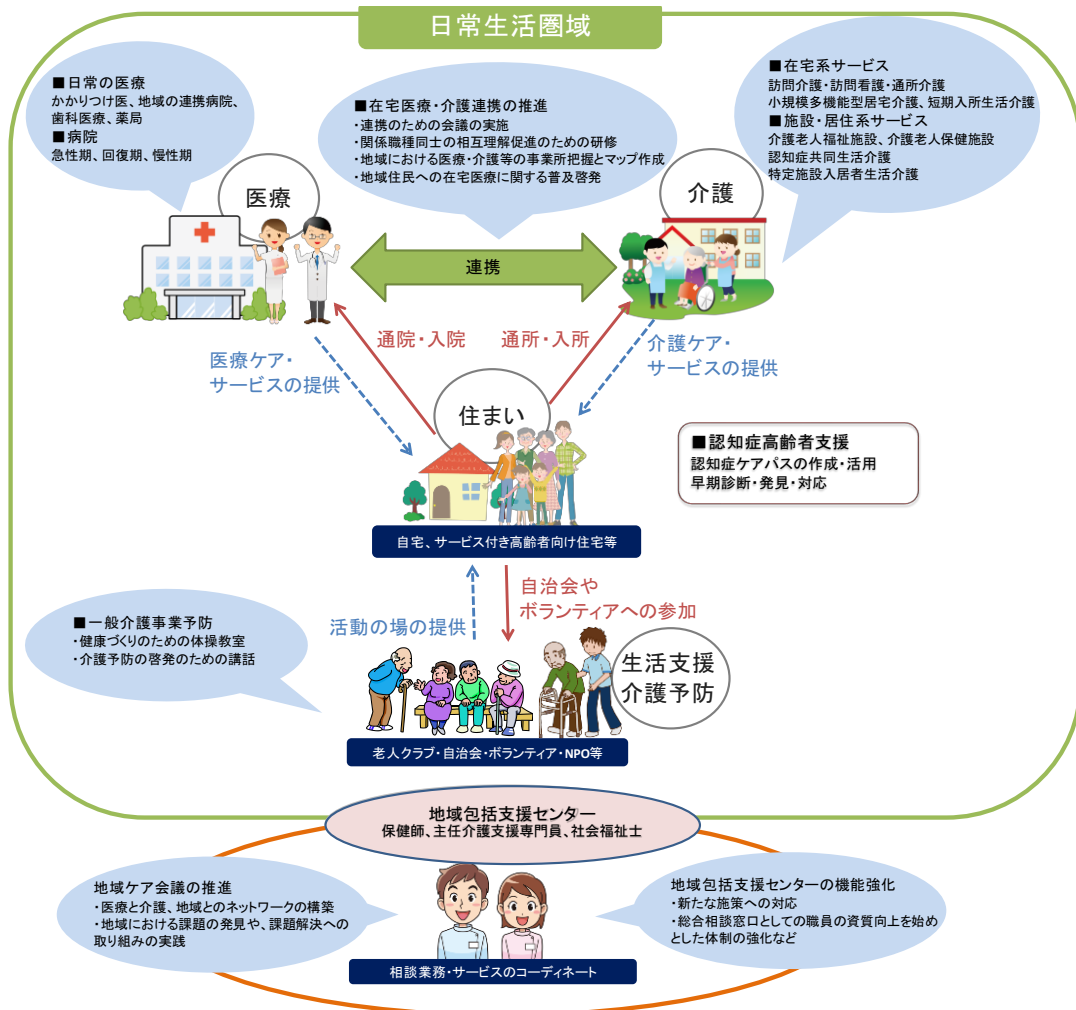 日常生活圏域
■日常の医療
かかりつけ医、地域の連携病院、
歯科医療、薬局
■病院
急性期、回復期、慢性期
■在宅医療・介護連携の推進
・連携のための会議の実施
・関係職種同士の相互理解促進のための研修
・地域における医療・介護等の事業所把握とマップ作成
・地域住民への在宅医療に関する普及啓発
■在宅系サービス
訪問介護・訪問看護・通所介護
小規模多機能型居宅介護、短期入所生活介護
■施設・居住系サービス
介護老人福祉施設、介護老人保健施設
認知症共同生活介護
特定施設入居者生活介護
医療
介護
連携
通院・入院
通所・入所
医療ケア・
サービスの提供
介護ケア・
サービスの提供
住まい
■認知症高齢者支援
認知症ケアパスの作成・活用
早期診断・発見・対応
自宅、サービス付き高齢者向け住宅等
活動の場の提供
自治会や
ボランティアへの参加
■一般介護事業予防
・健康づくりのための体操教室
・介護予防の啓発のための講話
生活支援
介護予防
老人クラブ・自治会・ボランティア・NPO等
地域包括支援センター
保健師、主任介護支援専門員、社会福祉士
地域ケア会議の推進
・医療と介護、地域とのネットワークの構築
・地域における課題の発見や、課題解決への
取り組みの実践
地域包括支援センターの機能強化
・新たな施策への対応
・総合相談窓口としての職員の資質向上を始め
とした体制の強化など
相談業務・サービスのコーディネート